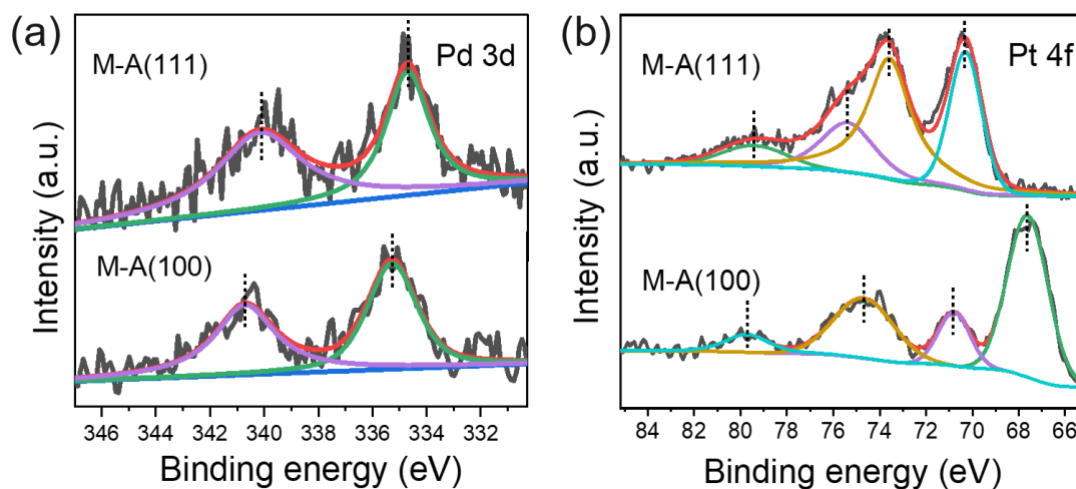 (a)
Pd 3d
M-A(111)
M-A(100)
Intensity (a.u.)
346 344 342 340 338 336 334 332
Binding energy (eV)
(b)
Pt 4f
M-A(111)
M-A(100)
Intensity (a.u.)
84 82 80 78 76 74 72 70 68 66
Binding energy (eV)